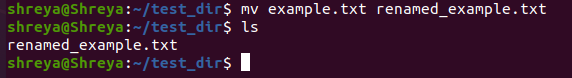 shreya@Shreya:~/test_dir$ mv example.txt renamed_example.txt
shreya@Shreya:~/test_dir$ ls
renamed_example.txt
shreya@Shreya:~/test_dir$